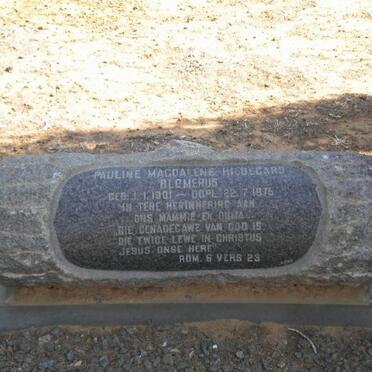 PAULINE MAGDALENE HILDEGARD
BLOMERUS
GEB. 1.1.1901 — OORL. 22.7.1975
IN TERE HERINNERING AAN
ONS MAMMIE EN OUMA
DIE GENADEGAWE VAN GOD IS
DIE EWIGE LEWE IN CHRISTUS
JESUS ONSE HERE
ROM. 6 VERS 23